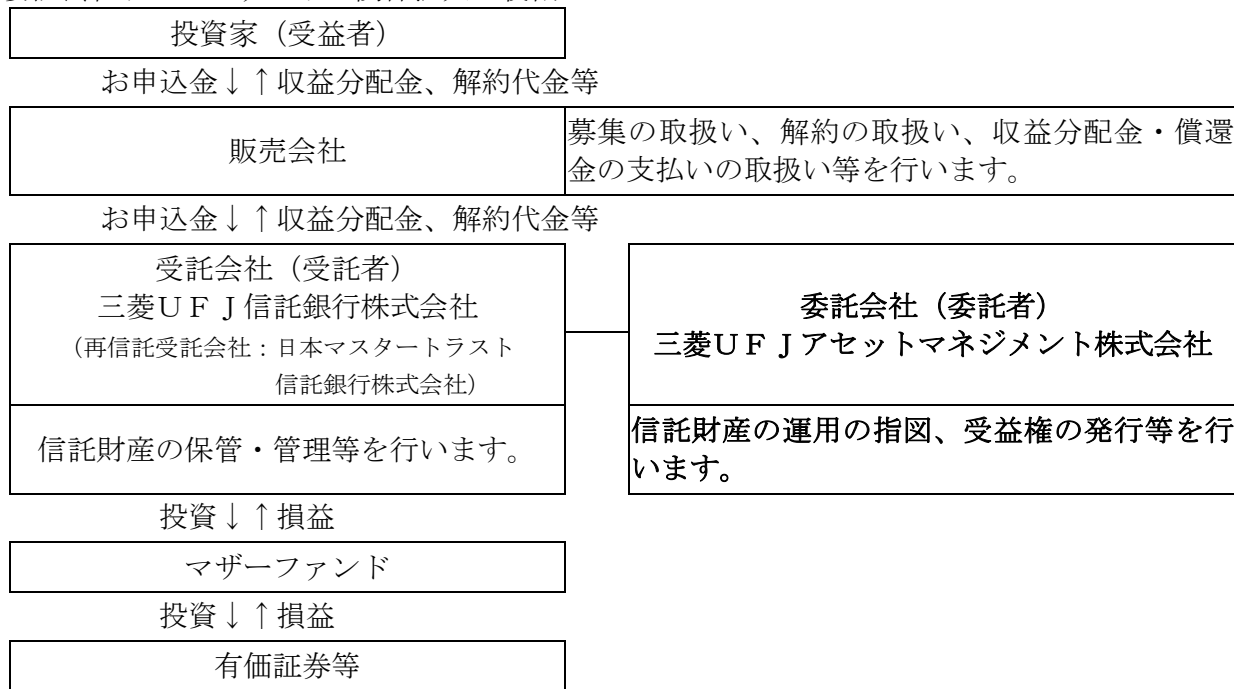 投資家（受益者）
お申込金↓↑収益分配金、解約代金等
販売会社
募集の取扱い、解約の取扱い、収益分配金・償還
金の支払いの取扱い等を行います。
お申込金↓↑収益分配金、解約代金等
受託会社（受託者）
三菱ＵＦＪ信託銀行株式会社
（再信託受託会社：日本マスタートラスト
信託銀行株式会社）
委託会社（委託者）
三菱ＵＦＪアセットマネジメント株式会社
信託財産の保管・管理等を行います。
信託財産の運用の指図、受益権の発行等を行
います。
投資↓↑損益
マザーファンド
投資↓↑損益
有価証券等